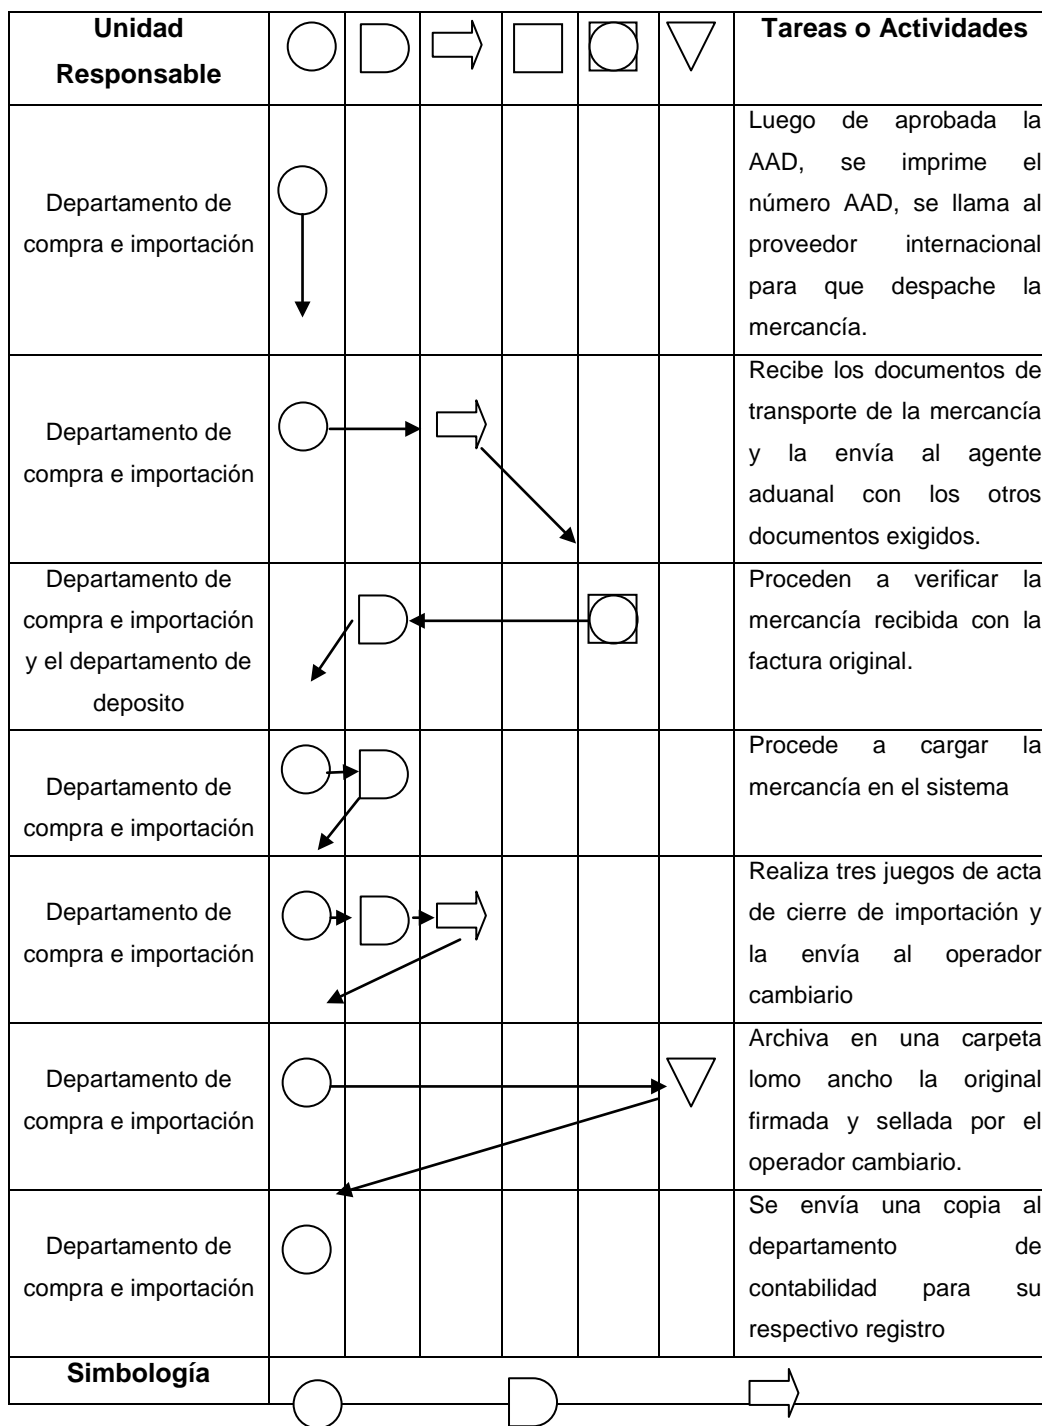 Unidad
Responsable
Tareas o Actividades
Departamento de
compra e importación
Luego de aprobada la
AAD, se imprime el
número AAD, se llama al
proveedor internacional
para que despache la
mercancía.
Departamento de
compra e importación
Recibe los documentos de
transporte de la mercancía
y la envía al agente
aduanal con los otros
documentos exigidos.
Departamento de
compra e importación
y el departamento de
deposito
Proceden a verificar la
mercancía recibida con la
factura original.
Departamento de
compra e importación
Procede a cargar la
mercancía en el sistema
Departamento de
compra e importación
Realiza tres juegos de acta
de cierre de importación y
la envía al operador
cambiario
Departamento de
compra e importación
Archiva en una carpeta
lomo ancho la original
firmada y sellada por el
operador cambiario.
Departamento de
compra e importación
Se envía una copia al
departamento de
contabilidad para su
respectivo registro
Simbología